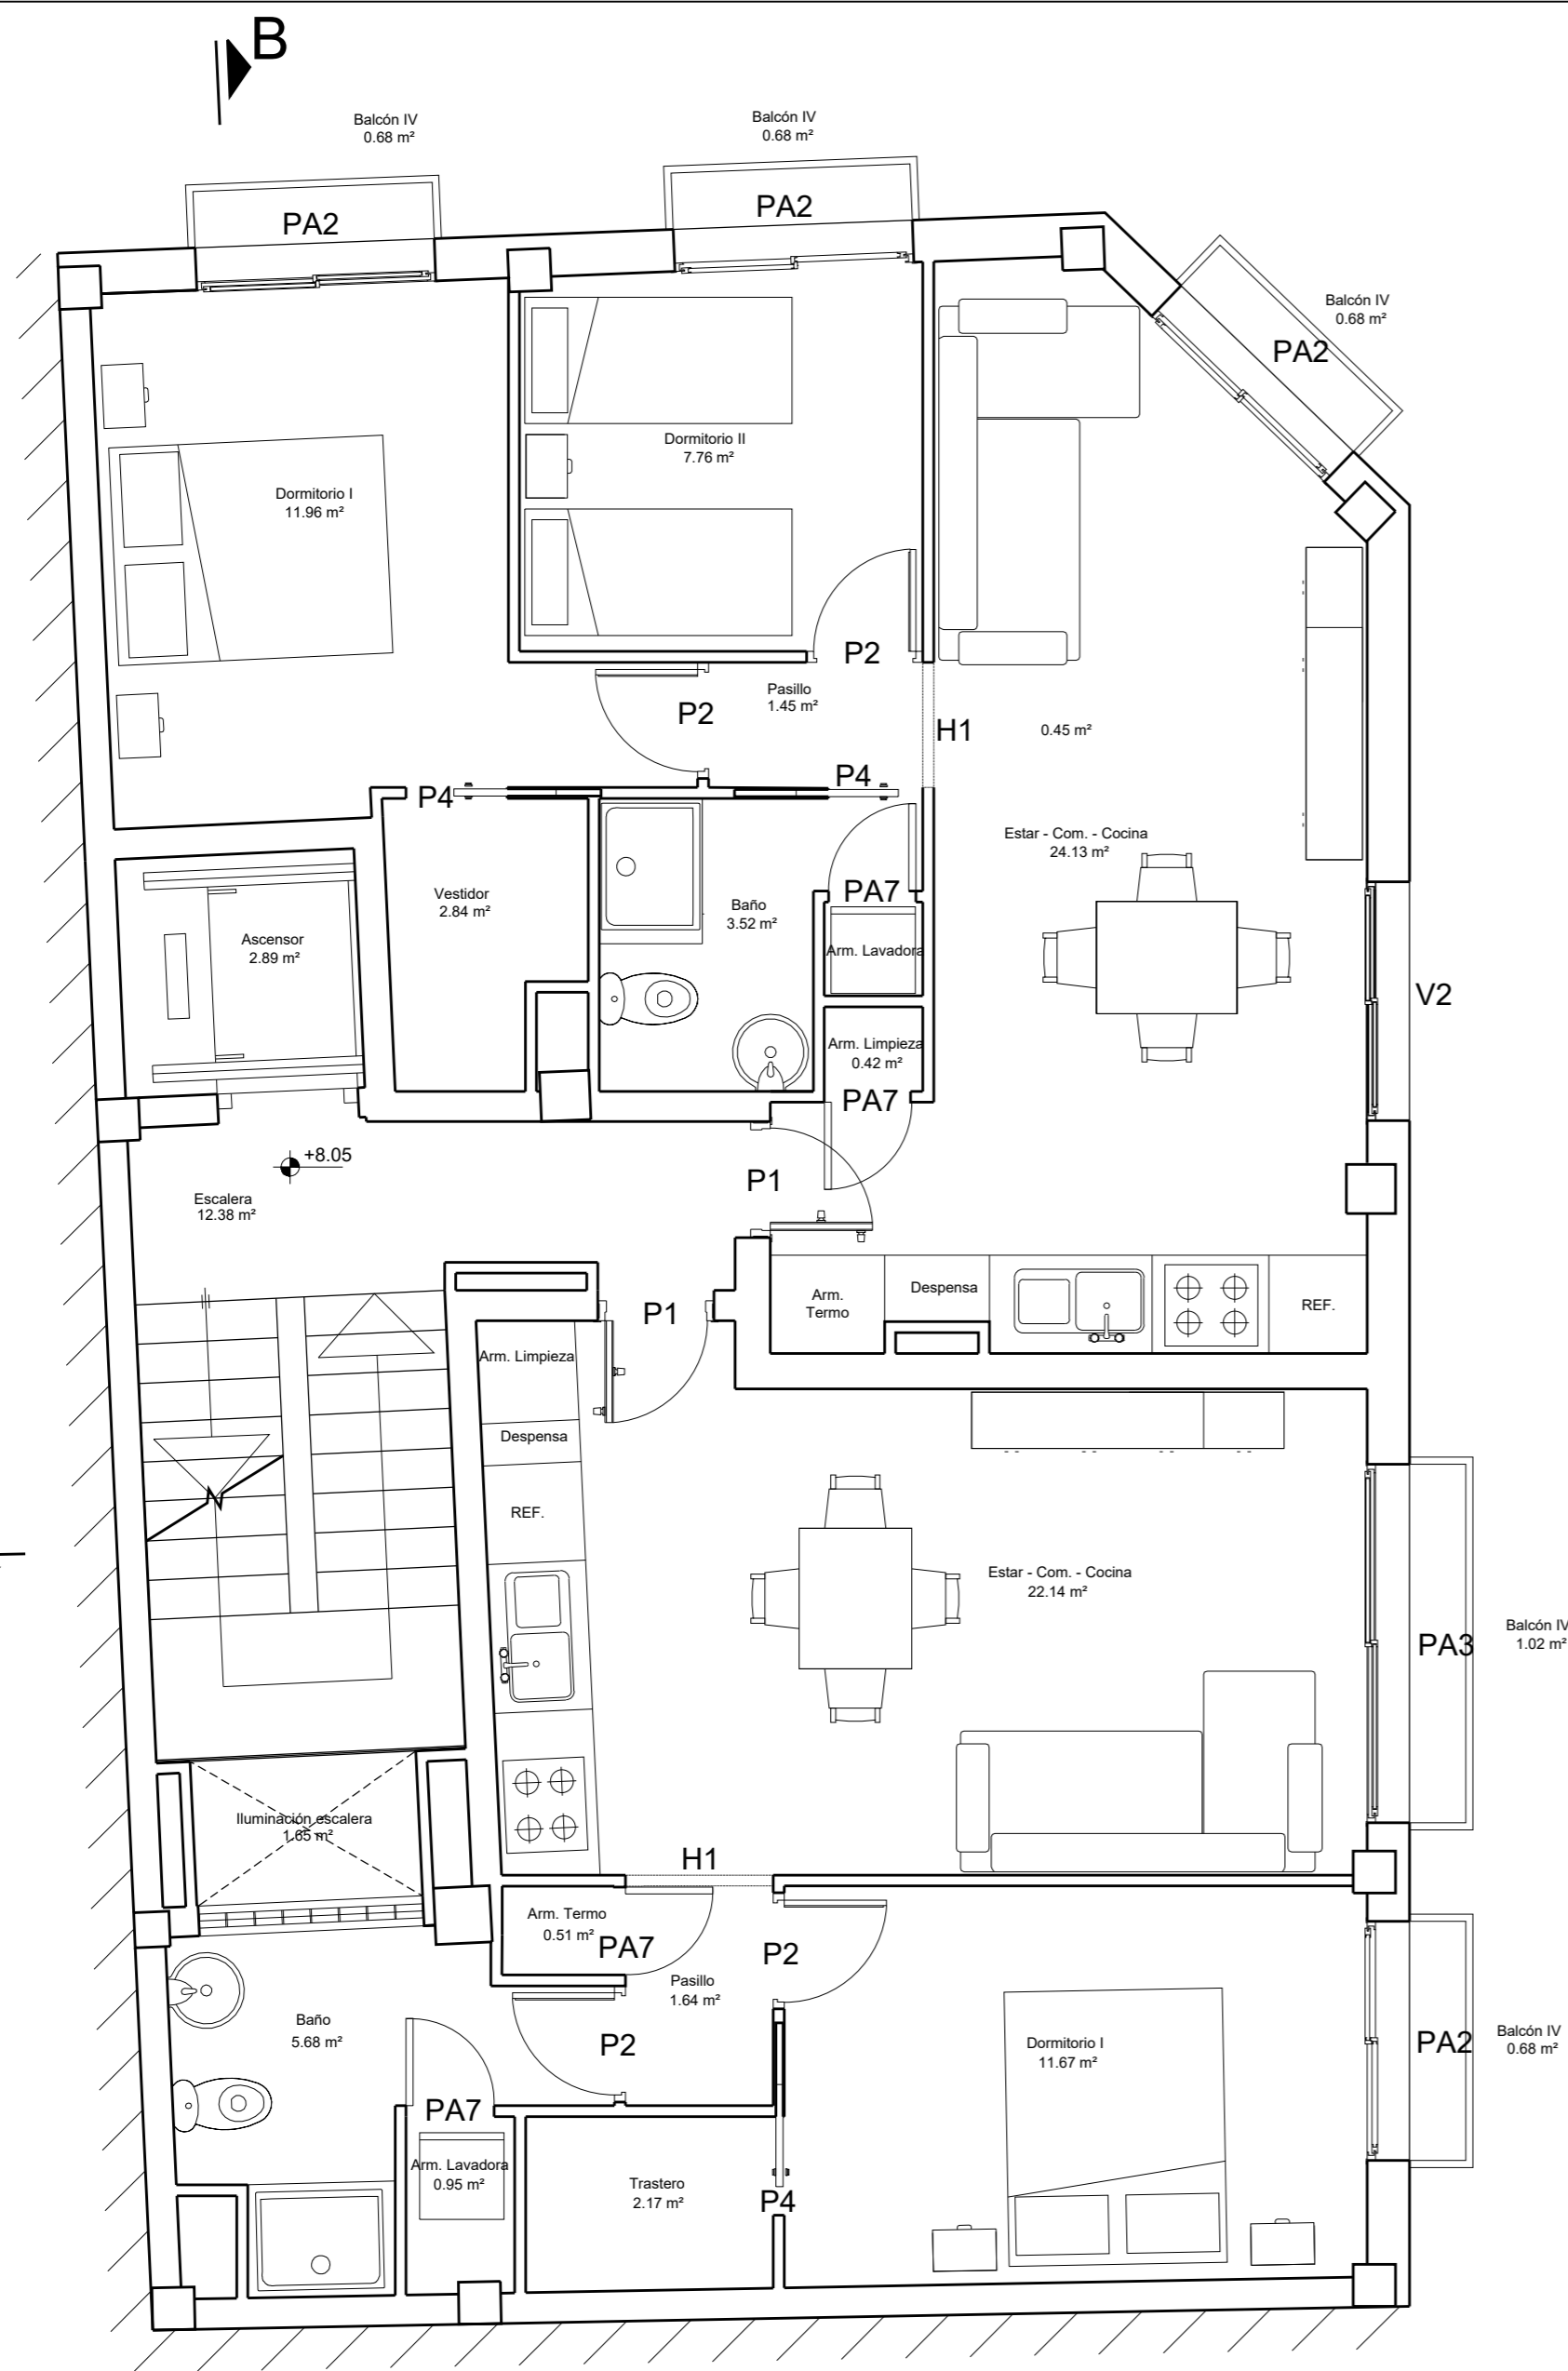 B
Balcón IV
0.68 m²
Balcón IV
0.68 m²
PA2
PA2
Balcón IV
0.68 m²
PA2
Dormitorio II
7.76 m²
Dormitorio I
11.96 m²
P2
Pasillo
1.45 m²
P2
H1
0.45 m²
P4
P4
Estar - Com. - Cocina
24.13 m²
PA7
Vestidor
2.84 m²
Baño
3.52 m²
Ascensor
2.89 m²
Arm. Lavadora
V2
Arm. Limpieza
0.42 m²
PA7
+8.05
P1
Escalera
12.38 m²
Arm.
Termo
Despensa
REF.
P1
Arm. Limpieza
Despensa
REF.
Estar - Com. - Cocina
22.14 m²
PA3
Balcón IV
1.02 m²
Iluminación escalera
1.65 m²
H1
Arm. Termo
0.51 m²
PA7
P2
Pasillo
1.64 m²
Baño
5.68 m²
P2
Dormitorio I
11.67 m²
PA2
Balcón IV
0.68 m²
PA7
Arm. Lavadora
0.95 m²
Trastero
2.17 m²
P4